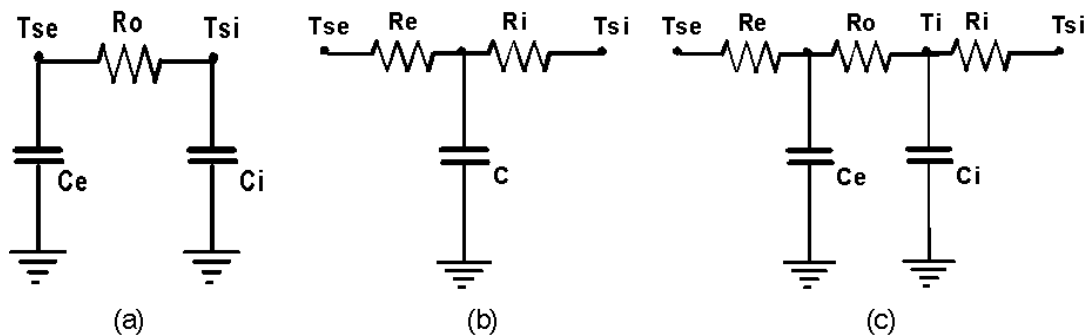 Tse Ro Tsi
Ce
Ci
(a)
Tse Re Ri Tsi
C
(b)
Tse Re Ro Ti Ri Tsi
Ce
Ci
(c)